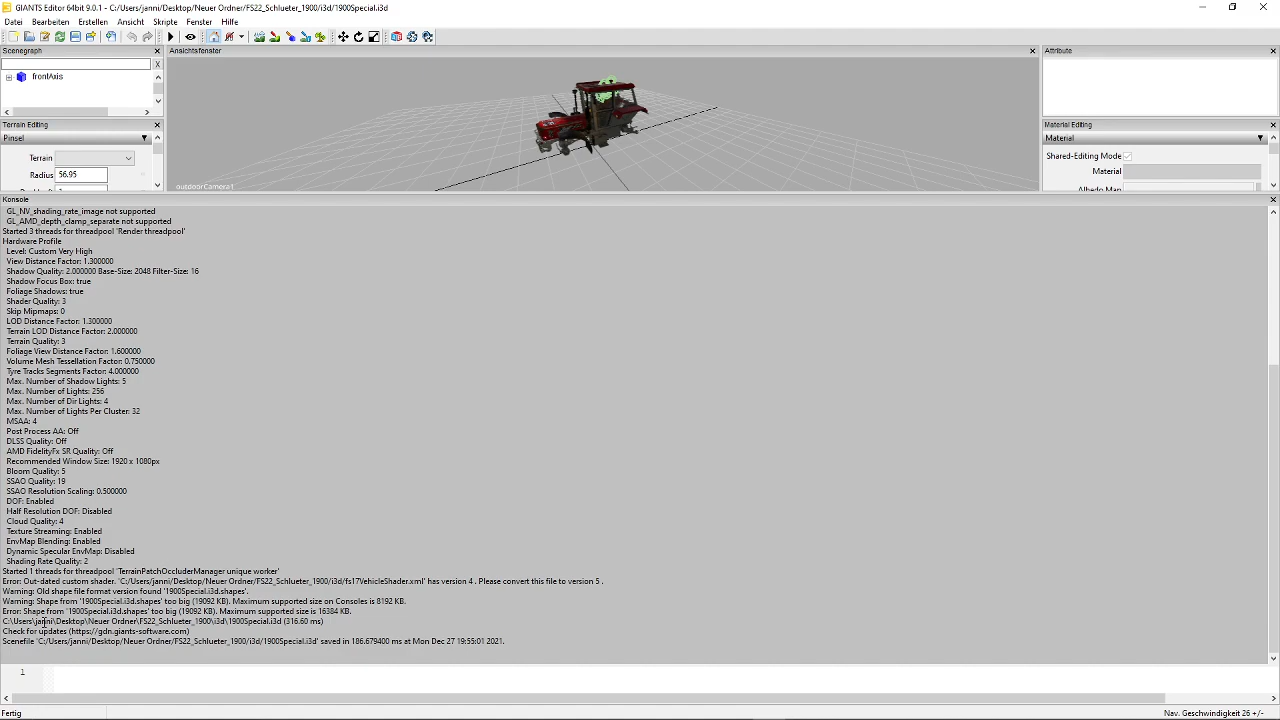 GIANTS Editor 64bit 9.0.1 - C:/Users/janni/Desktop/Neuer Ordner/FS22_Schlueter_1900/i3d/1900Special.i3d
Datei Bearbeiten Erstellen Ansicht Skripte Fenster Hilfe
Scenegraph
Ansichtsfenster
Attribute
X
frontAxis
Terrain Editing
Material Editing
Pinsel
Material
Terrain
Shared-Editing Mode
Radius 56.95
Material
outdoorCamera1
Konsole
GL_NV_shading_rate_image not supported
GL_AMD_depth_clamp_separate not supported
Started 3 threads for threadpool 'Render threadpool'
Hardware Profile
Level: Custom Very High
View Distance Factor: 1.300000
Shadow Quality: 2.000000 Base-Size: 2048 Filter-Size: 16
Shadow Focus Box: true
Foliage Shadows: true
Shader Quality: 3
Skip Mipmaps: 0
LOD Distance Factor: 1.300000
Terrain LOD Distance Factor: 2.000000
Terrain Quality: 3
Foliage View Distance Factor: 1.600000
Volume Mesh Tessellation Factor: 0.750000
Tyre Tracks Segments Factor: 4.000000
Max. Number of Shadow Lights: 5
Max. Number of Lights: 256
Max. Number of Dir Lights: 4
Max. Number of Lights Per Cluster: 32
MSAA: 4
Post Process AA: Off
DLSS Quality: Off
AMD FidelityFx SR Quality: Off
Recommended Window Size: 1920 x 1080px
Bloom Quality: 5
SSAO Quality: 19
SSAO Resolution Scaling: 0.500000
DOF: Enabled
Half Resolution DOF: Disabled
Cloud Quality: 4
Texture Streaming: Enabled
EnvMap Blending: Enabled
Dynamic Specular EnvMap: Disabled
Shading Rate Quality: 2
Started 1 threads for threadpool 'TerrainPatchOccluderManager unique worker'
Error: Out-dated custom shader. 'C:/Users/janni/Desktop/Neuer Ordner/FS22_Schlueter_1900/i3d/fs17VehicleShader.xml' has version 4 . Please convert this file to version 5 .
Warning: Old shape file format version found '1900Special.i3d.shapes'.
Warning: Shape from '1900Special.i3d.shapes' too big (19092 KB). Maximum supported size on Consoles is 8192 KB.
Error: Shape from '1900Special.i3d.shapes' too big (19092 KB). Maximum supported size is 16384 KB.
C:\Users\janni\Desktop\Neuer Ordner\FS22_Schlueter_1900\i3d\1900Special.i3d (316.60 ms)
Check for updates (https://gdn.giants-software.com)
Scenefile 'C:/Users/janni/Desktop/Neuer Ordner/FS22_Schlueter_1900/i3d/1900Special.i3d' saved in 186.679400 ms at Mon Dec 27 19:55:01 2021.
1
Fertig
Nav. Geschwindigkeit 26 +/-